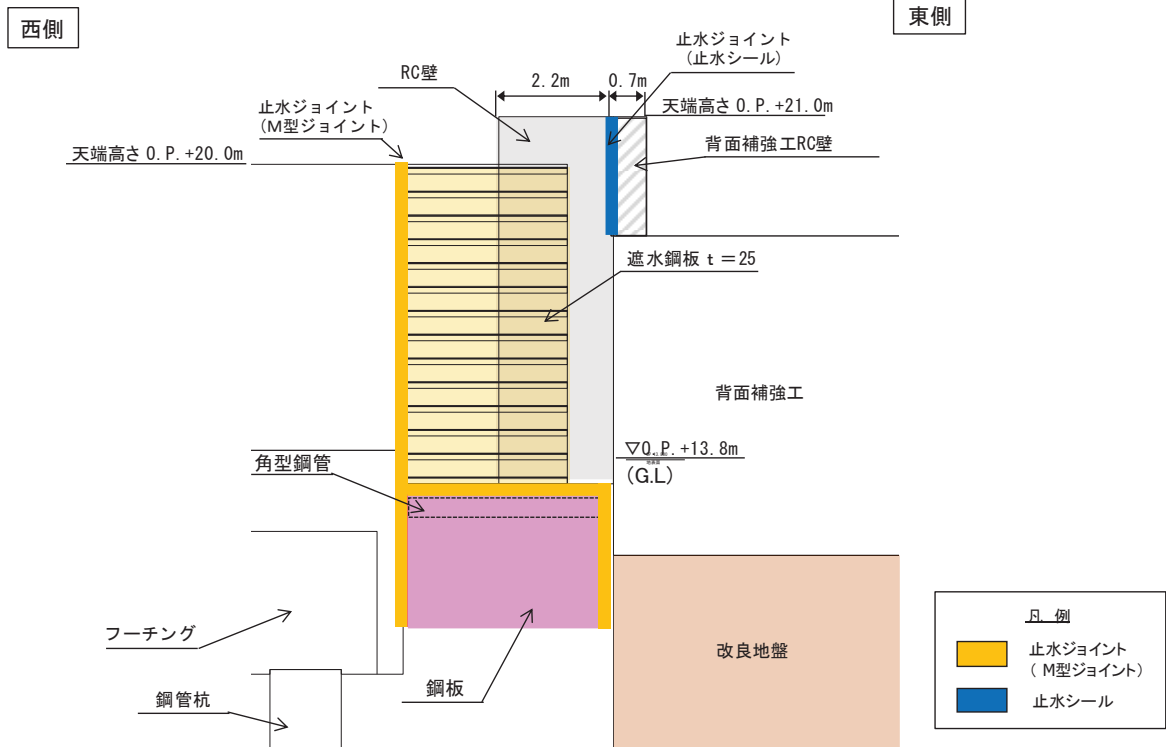 西側
東側
止水ジョイント
(止水シール)
RC壁
2.2m
0.7m
止水ジョイント
(M型ジョイント)
天端高さ O.P.+21.0m
天端高さ O.P.+20.0m
背面補強工RC壁
遮水鋼板 t＝25
背面補強工
▽O.P.+13.8m
(G.L)
角型鋼管
フーチング
鋼管杭
鋼板
改良地盤
凡 例
止水ジョイント
( M型ジョイント)
止水シール